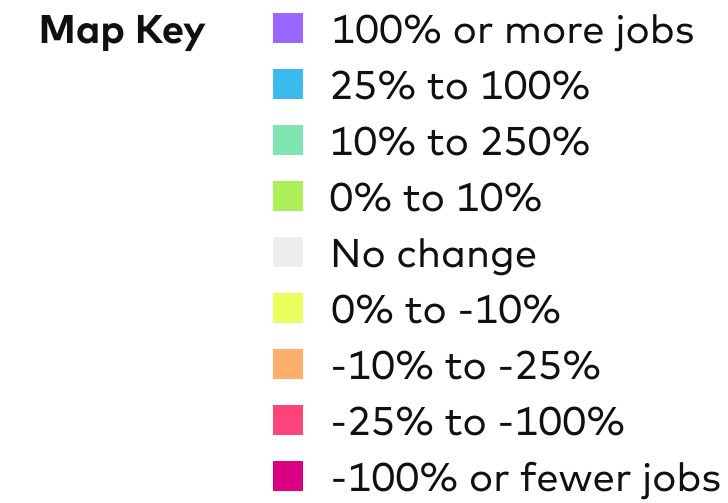 Map Key
100% or more jobs
25% to 100%
10% to 250%
0% to 10%
No change
0% to -10%
-10% to -25%
-25% to -100%
-100% or fewer jobs